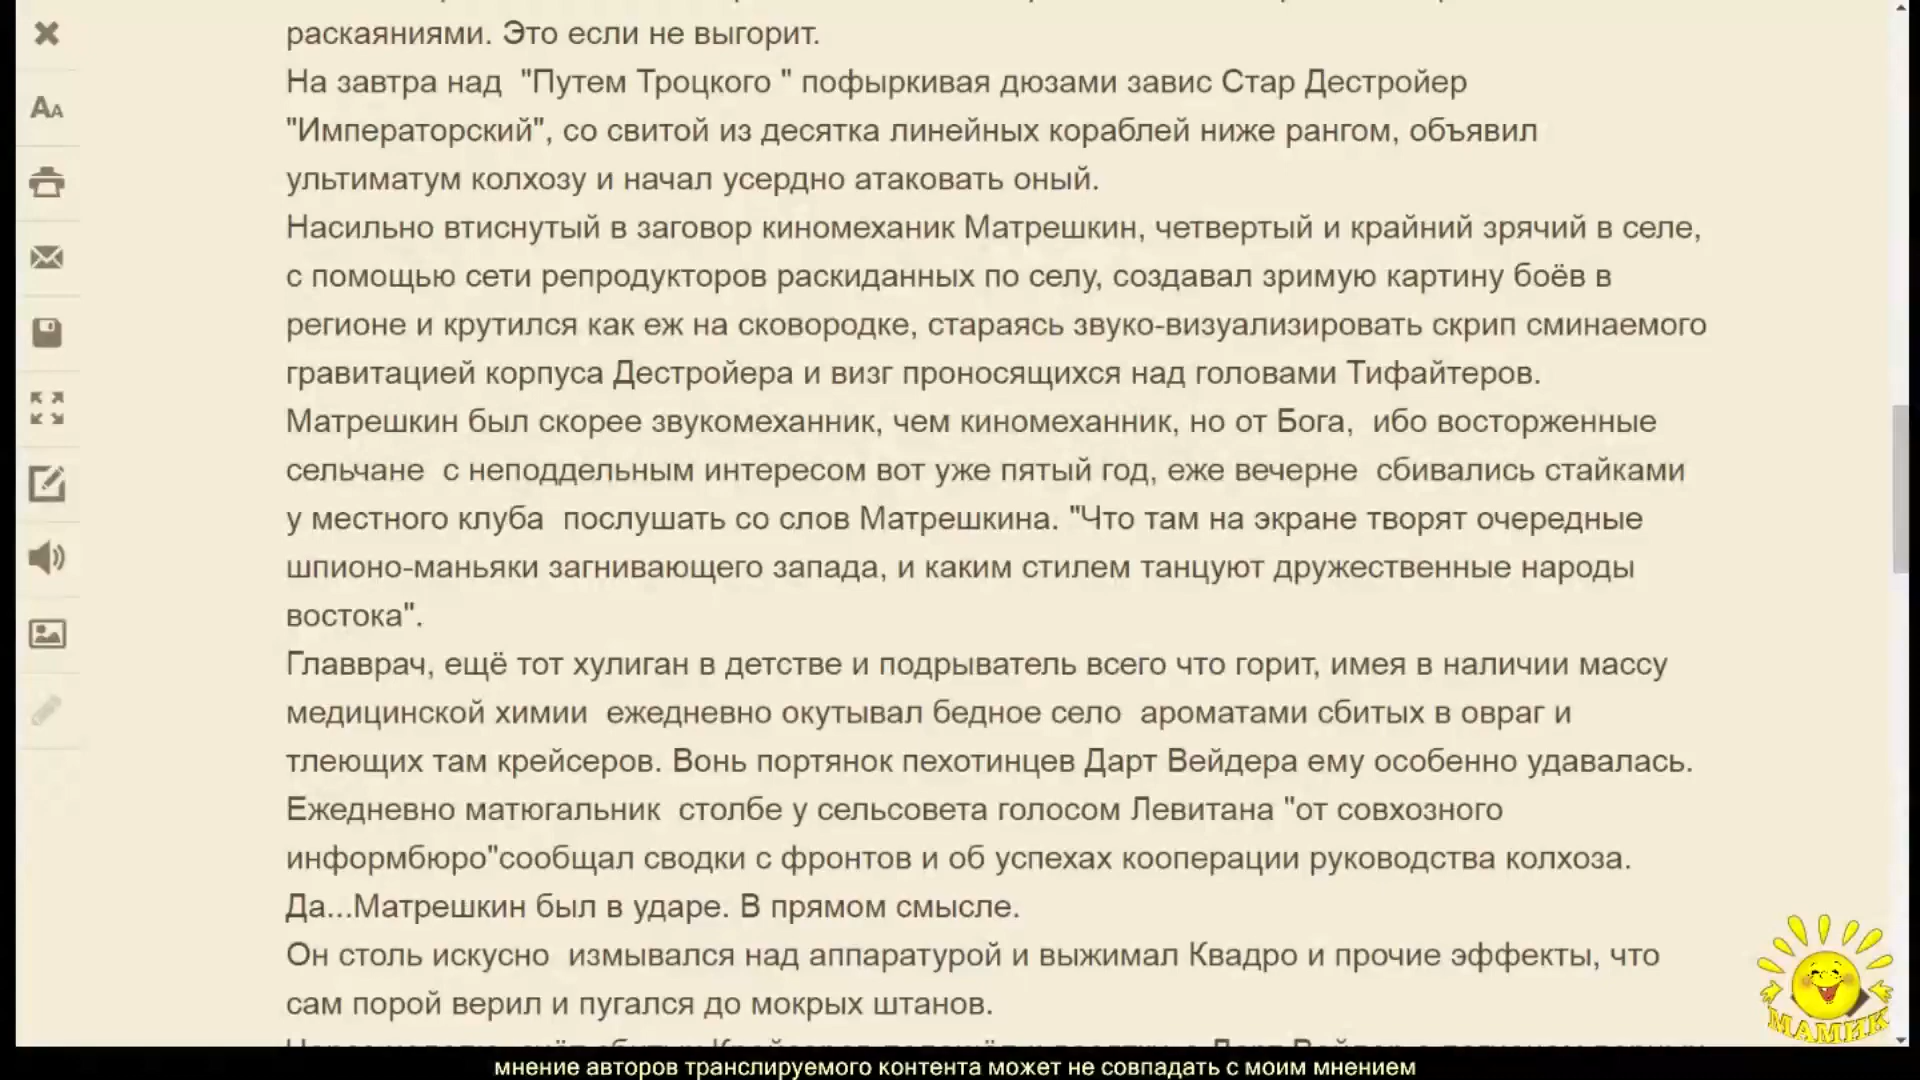 раскаяниями. Это если не выгорит.
На завтра над "Путем Троцкого " пофыркивая дюзами завис Стар Дестройер
"Императорский", со свитой из десятка линейных кораблей ниже рангом, объявил
ультиматум колхозу и начал усердно атаковать оный.
Насильно втиснутый в заговор киномеханик Матрешкин, четвертый и крайний зрячий в селе,
с помощью сети репродукторов раскиданных по селу, создавал зримую картину боёв в
регионе и крутился как еж на сковородке, стараясь звуко-визуализировать скрип сминаемого
гравитацией корпуса Дестройера и визг проносящихся над головами Тифайтеров.
Матрешкин был скорее звукомеханник, чем киномеханник, но от Бога, ибо восторженные
сельчане с неподдельным интересом вот уже пятый год, еже вечерне сбивались стайками
у местного клуба послушать со слов Матрешкина. "Что там на экране творят очередные
шпионо-маньяки загнивающего запада, и каким стилем танцуют дружественные народы
востока".
Главврач, ещё тот хулиган в детстве и подрыватель всего что горит, имея в наличии массу
медицинской химии ежедневно окутывал бедное село ароматами сбитых в овраг и
тлеющих там крейсеров. Вонь портянок пехотинцев Дарт Вейдера ему особенно удавалась.
Ежедневно матюгальник столбе у сельсовета голосом Левитана "от совхозного
информбюро"сообщал сводки с фронтов и об успехах кооперации руководства колхоза.
Да...Матрешкин был в ударе. В прямом смысле.
Он столь искусно измывался над аппаратурой и выжимал Квадро и прочие эффекты, что
сам порой верил и пугался до мокрых штанов.
МАМИК
мнение авторов транслируемого контента может не совпадать с моим мнением